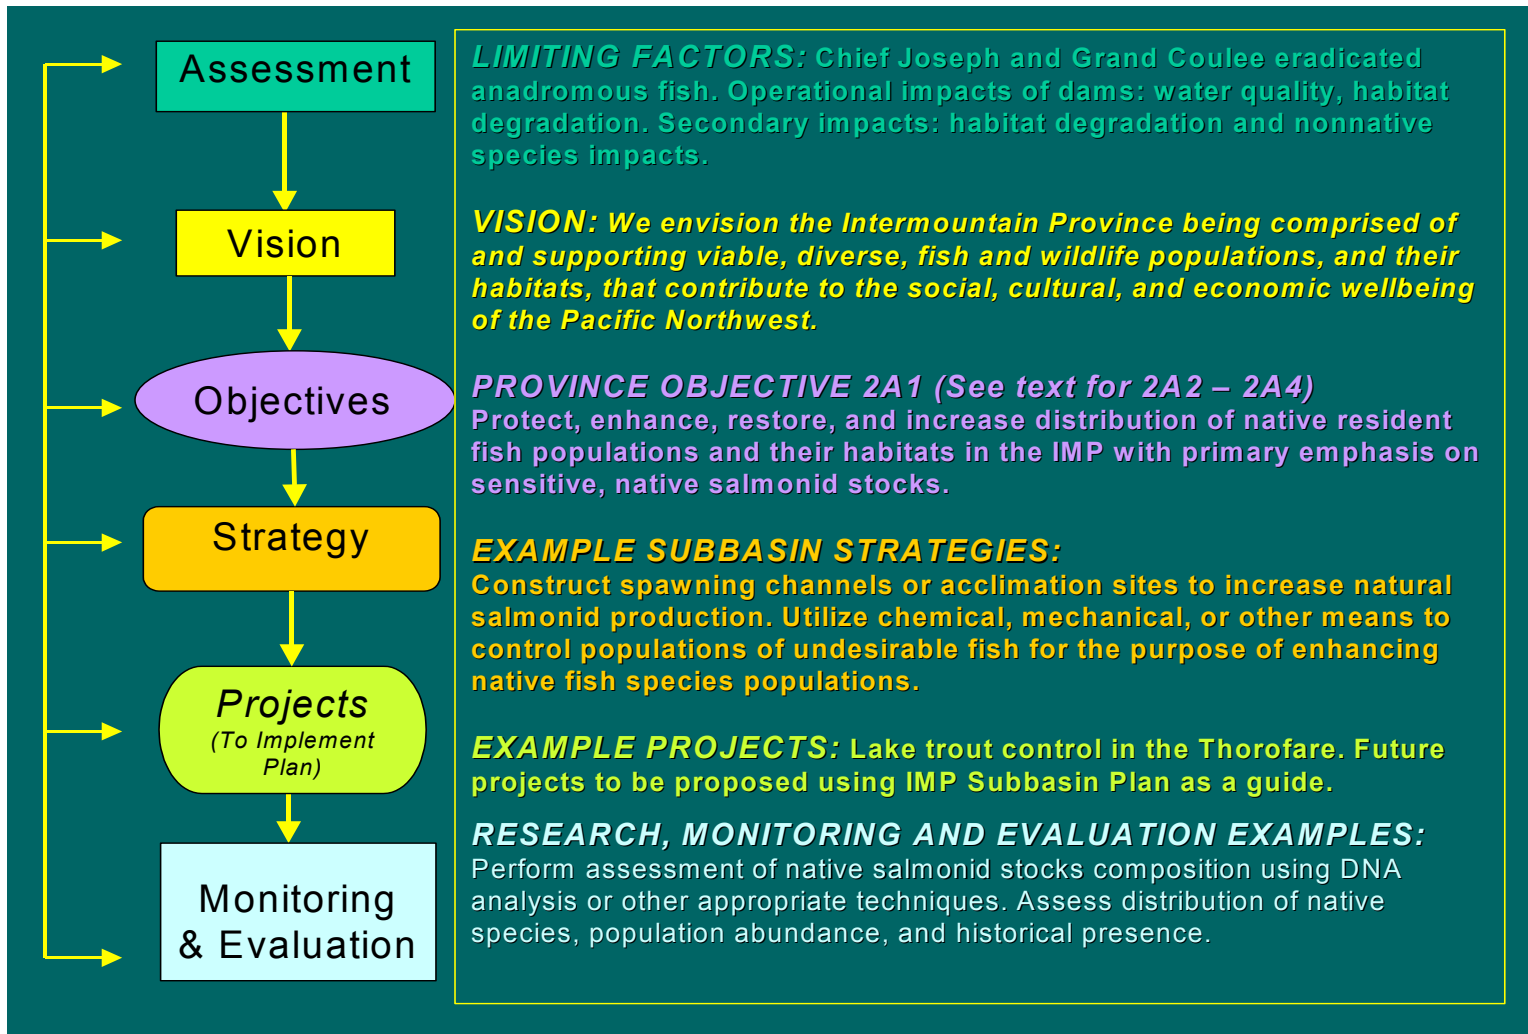 Assessment
Vision
Objectives
Strategy
Projects
(To Implement
Plan)
Monitoring
& Evaluation
LIMITING FACTORS: Chief Joseph and Grand Coulee eradicated
anadromous fish. Operational impacts of dams: water quality, habitat
degradation. Secondary impacts: habitat degradation and nonnative
species impacts.
VISION: We envision the Intermountain Province being comprised of
and supporting viable, diverse, fish and wildlife populations, and their
habitats, that contribute to the social, cultural, and economic wellbeing
of the Pacific Northwest.
PROVINCE OBJECTIVE 2A1 (See text for 2A2 – 2A4)
Protect, enhance, restore, and increase distribution of native resident
fish populations and their habitats in the IMP with primary emphasis on
sensitive, native salmonid stocks.
EXAMPLE SUBBASIN STRATEGIES:
Construct spawning channels or acclimation sites to increase natural
salmonid production. Utilize chemical, mechanical, or other means to
control populations of undesirable fish for the purpose of enhancing
native fish species populations.
EXAMPLE PROJECTS: Lake trout control in the Thorofare. Future
projects to be proposed using IMP Subbasin Plan as a guide.
RESEARCH, MONITORING AND EVALUATION EXAMPLES:
Perform assessment of native salmonid stocks composition using DNA
analysis or other appropriate techniques. Assess distribution of native
species, population abundance, and historical presence.